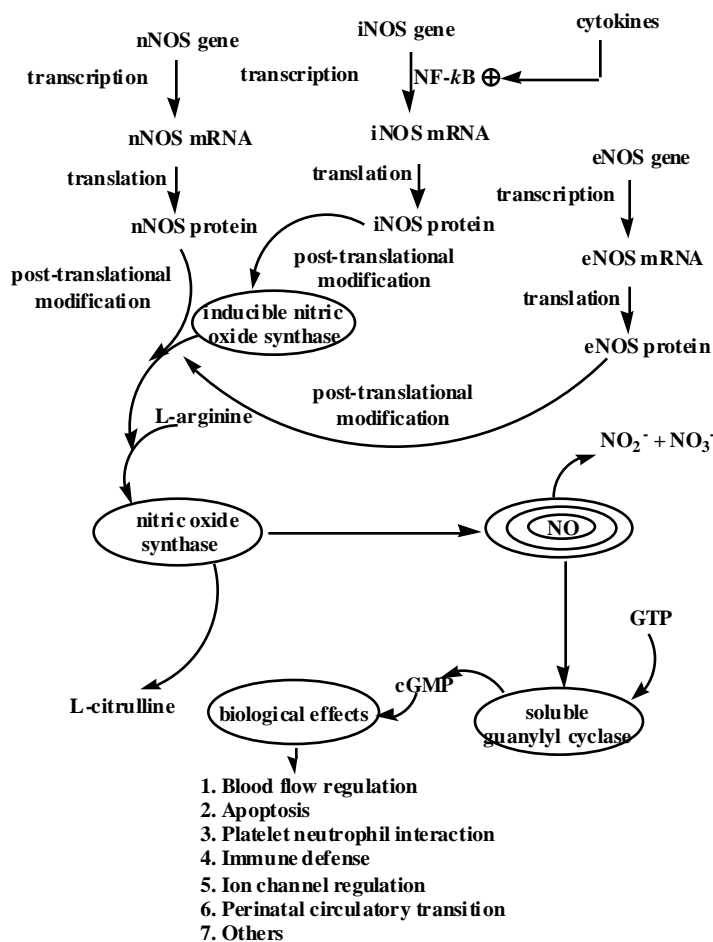 nNOS gene
iNOS gene
cytokines
transcription
transcription
NF-kB ⊕
nNOS mRNA
iNOS mRNA
eNOS gene
translation
translation
transcription
nNOS protein
iNOS protein
post-translational
modification
post-translational
modification
eNOS mRNA
translation
inducible nitric
oxide synthase
eNOS protein
post-translational
modification
L-arginine
NO2- + NO3-
nitric oxide
synthase
NO
GTP
L-citrulline
cGMP
biological effects
soluble
guanylyl cyclase
1. Blood flow regulation
2. Apoptosis
3. Platelet neutrophil interaction
4. Immune defense
5. Ion channel regulation
6. Perinatal circulatory transition
7. Others